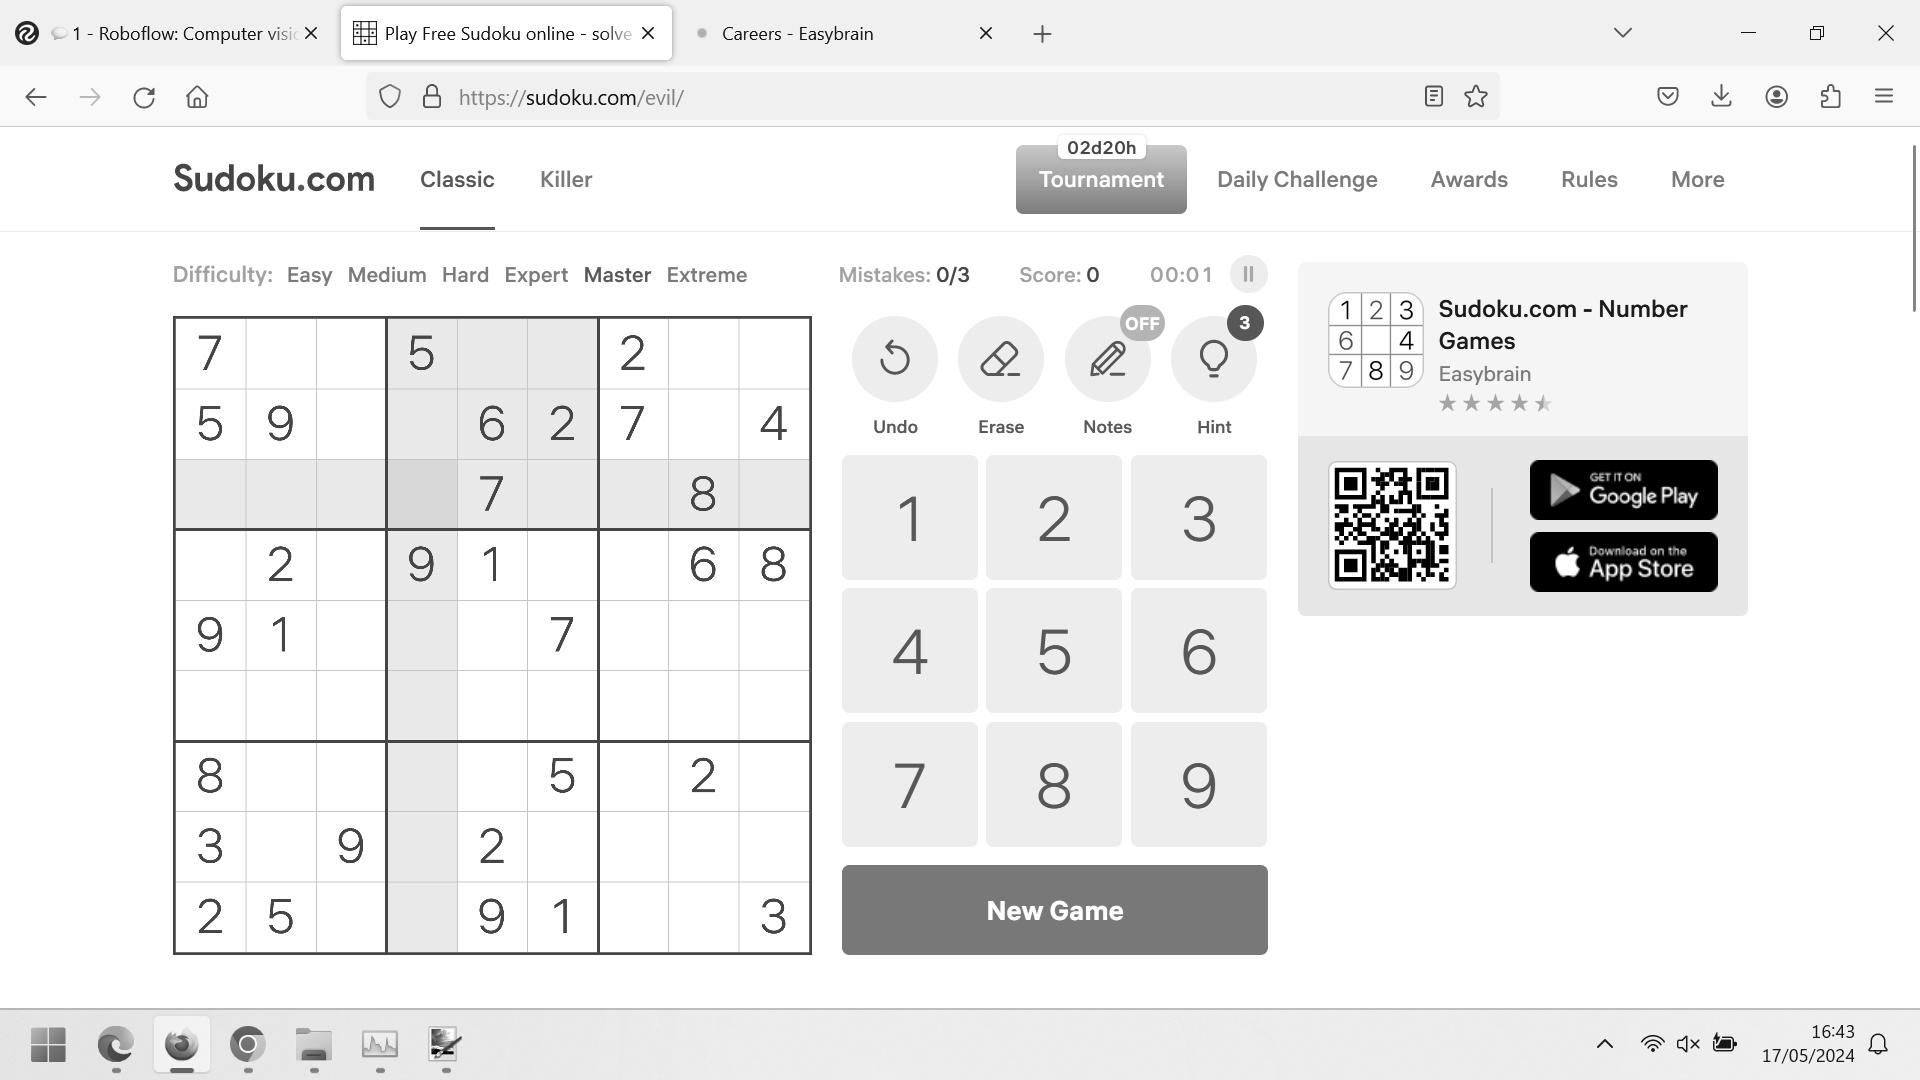 1 - Roboflow: Computer visi
Play Free Sudoku online - solve
Careers - Easybrain
https://sudoku.com/evil/
Sudoku.com
Classic
Killer
02d20h
Tournament
Daily Challenge
Awards
Rules
More
Difficulty: Easy Medium Hard Expert Master Extreme
Mistakes: 0/3
Score: 0
00:01
7 5 2
5 9 6 2 7 4
7 8
2 9 1 6 8
9 1 7
8 5 2
3 9 2
2 5 9 1 3
OFF
3
Undo
Erase
Notes
Hint
1 2 3
4 5 6
7 8 9
New Game
1 2 3
6 4
7 8 9
Sudoku.com - Number
Games
Easybrain
GET IT ON
Google Play
Download on the
App Store
16:43
17/05/2024